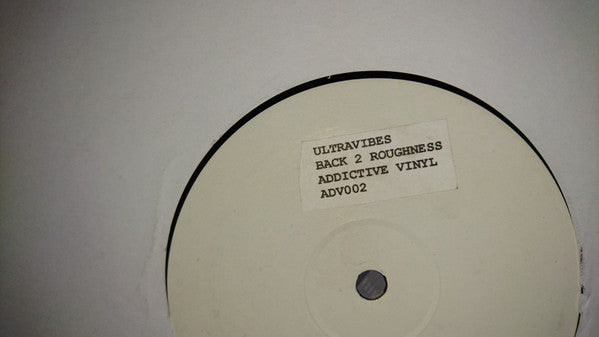 ULTRAVIBES
BACK 2 ROUGHNESS
ADDICTIVE VINYL
ADV002